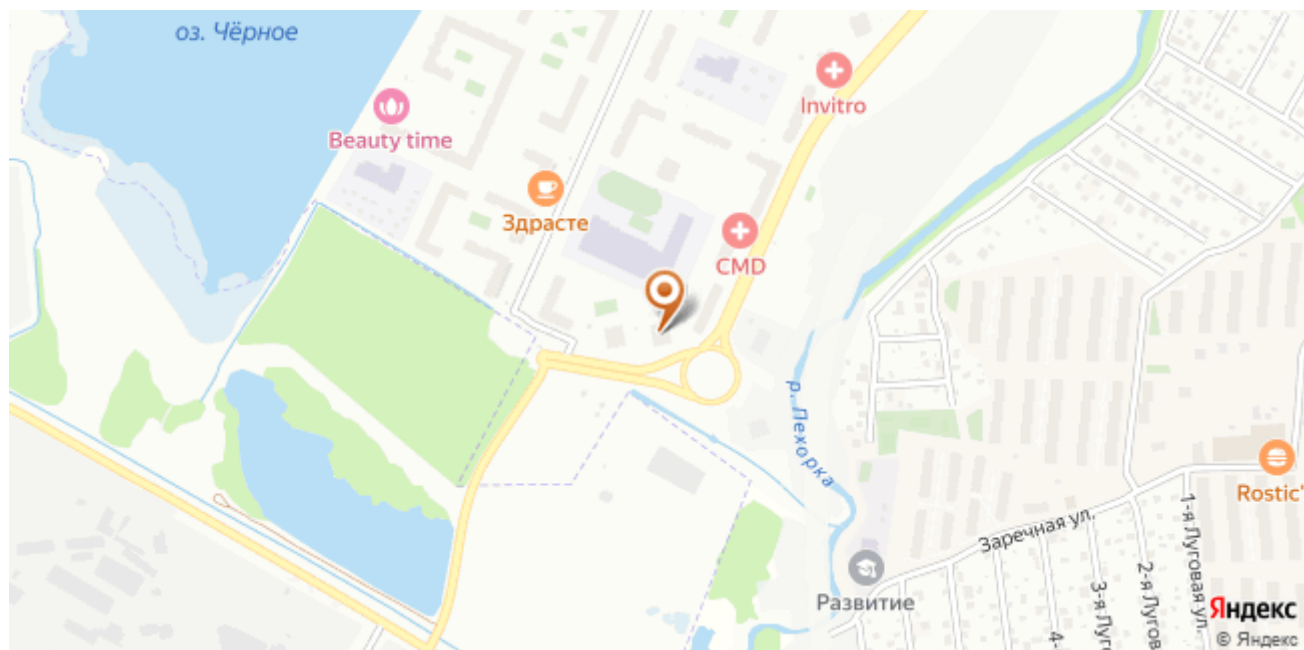 оз. Чёрное
Invitro
Beauty time
Здрасте
CMD
р. Пехорка
Rostic'
Заречная ул.
1-я Луговая ул.
2-я Лугов
3-я Луг
4-
Развитие
Яндекс
© Яндекс